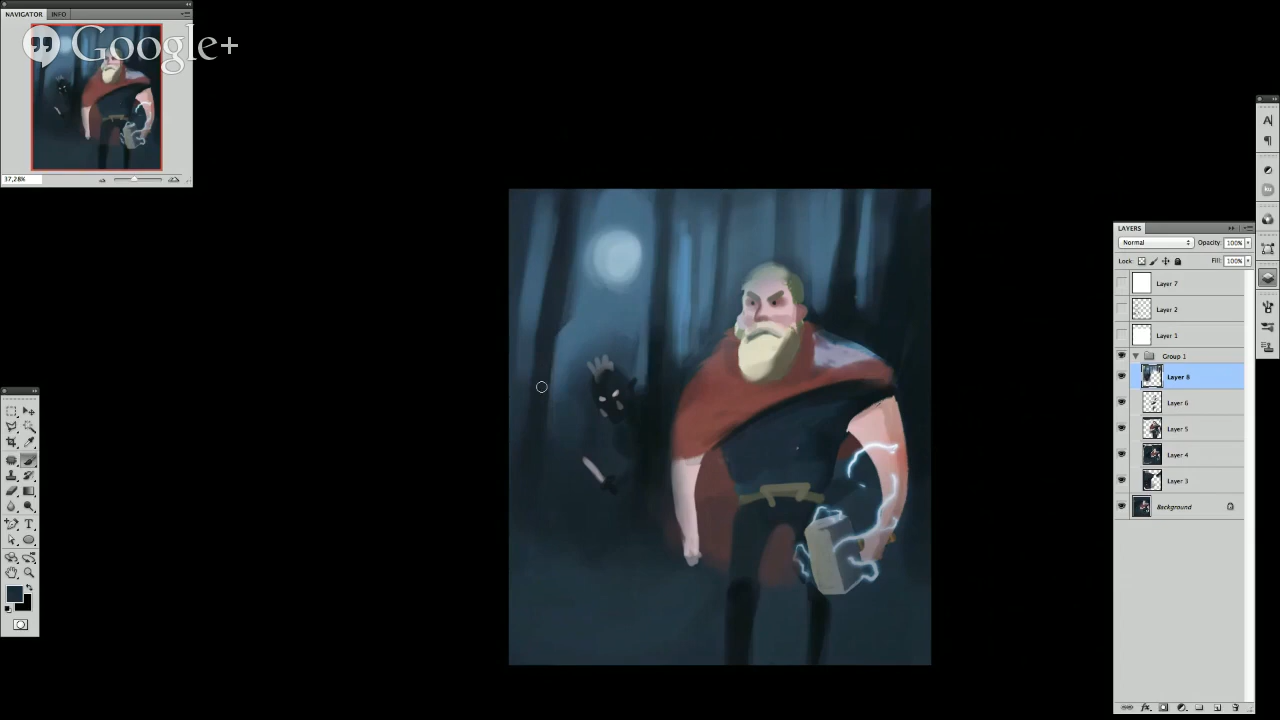 NAVIGATOR
INFO
Google+
37,28%
LAYERS
Normal
Opacity: 100%
Lock:
Fill: 100%
Layer 7
Layer 2
Layer 1
Group 1
Layer 8
Layer 6
Layer 5
Layer 4
Layer 3
Background